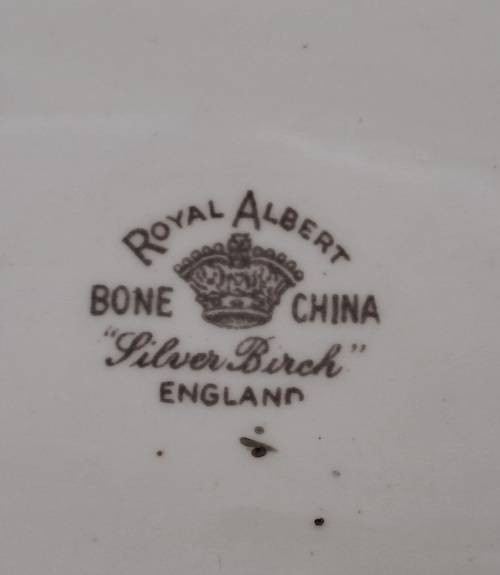 ROYAL ALBERT
BONE CHINA
"Silver Birch"
ENGLAND